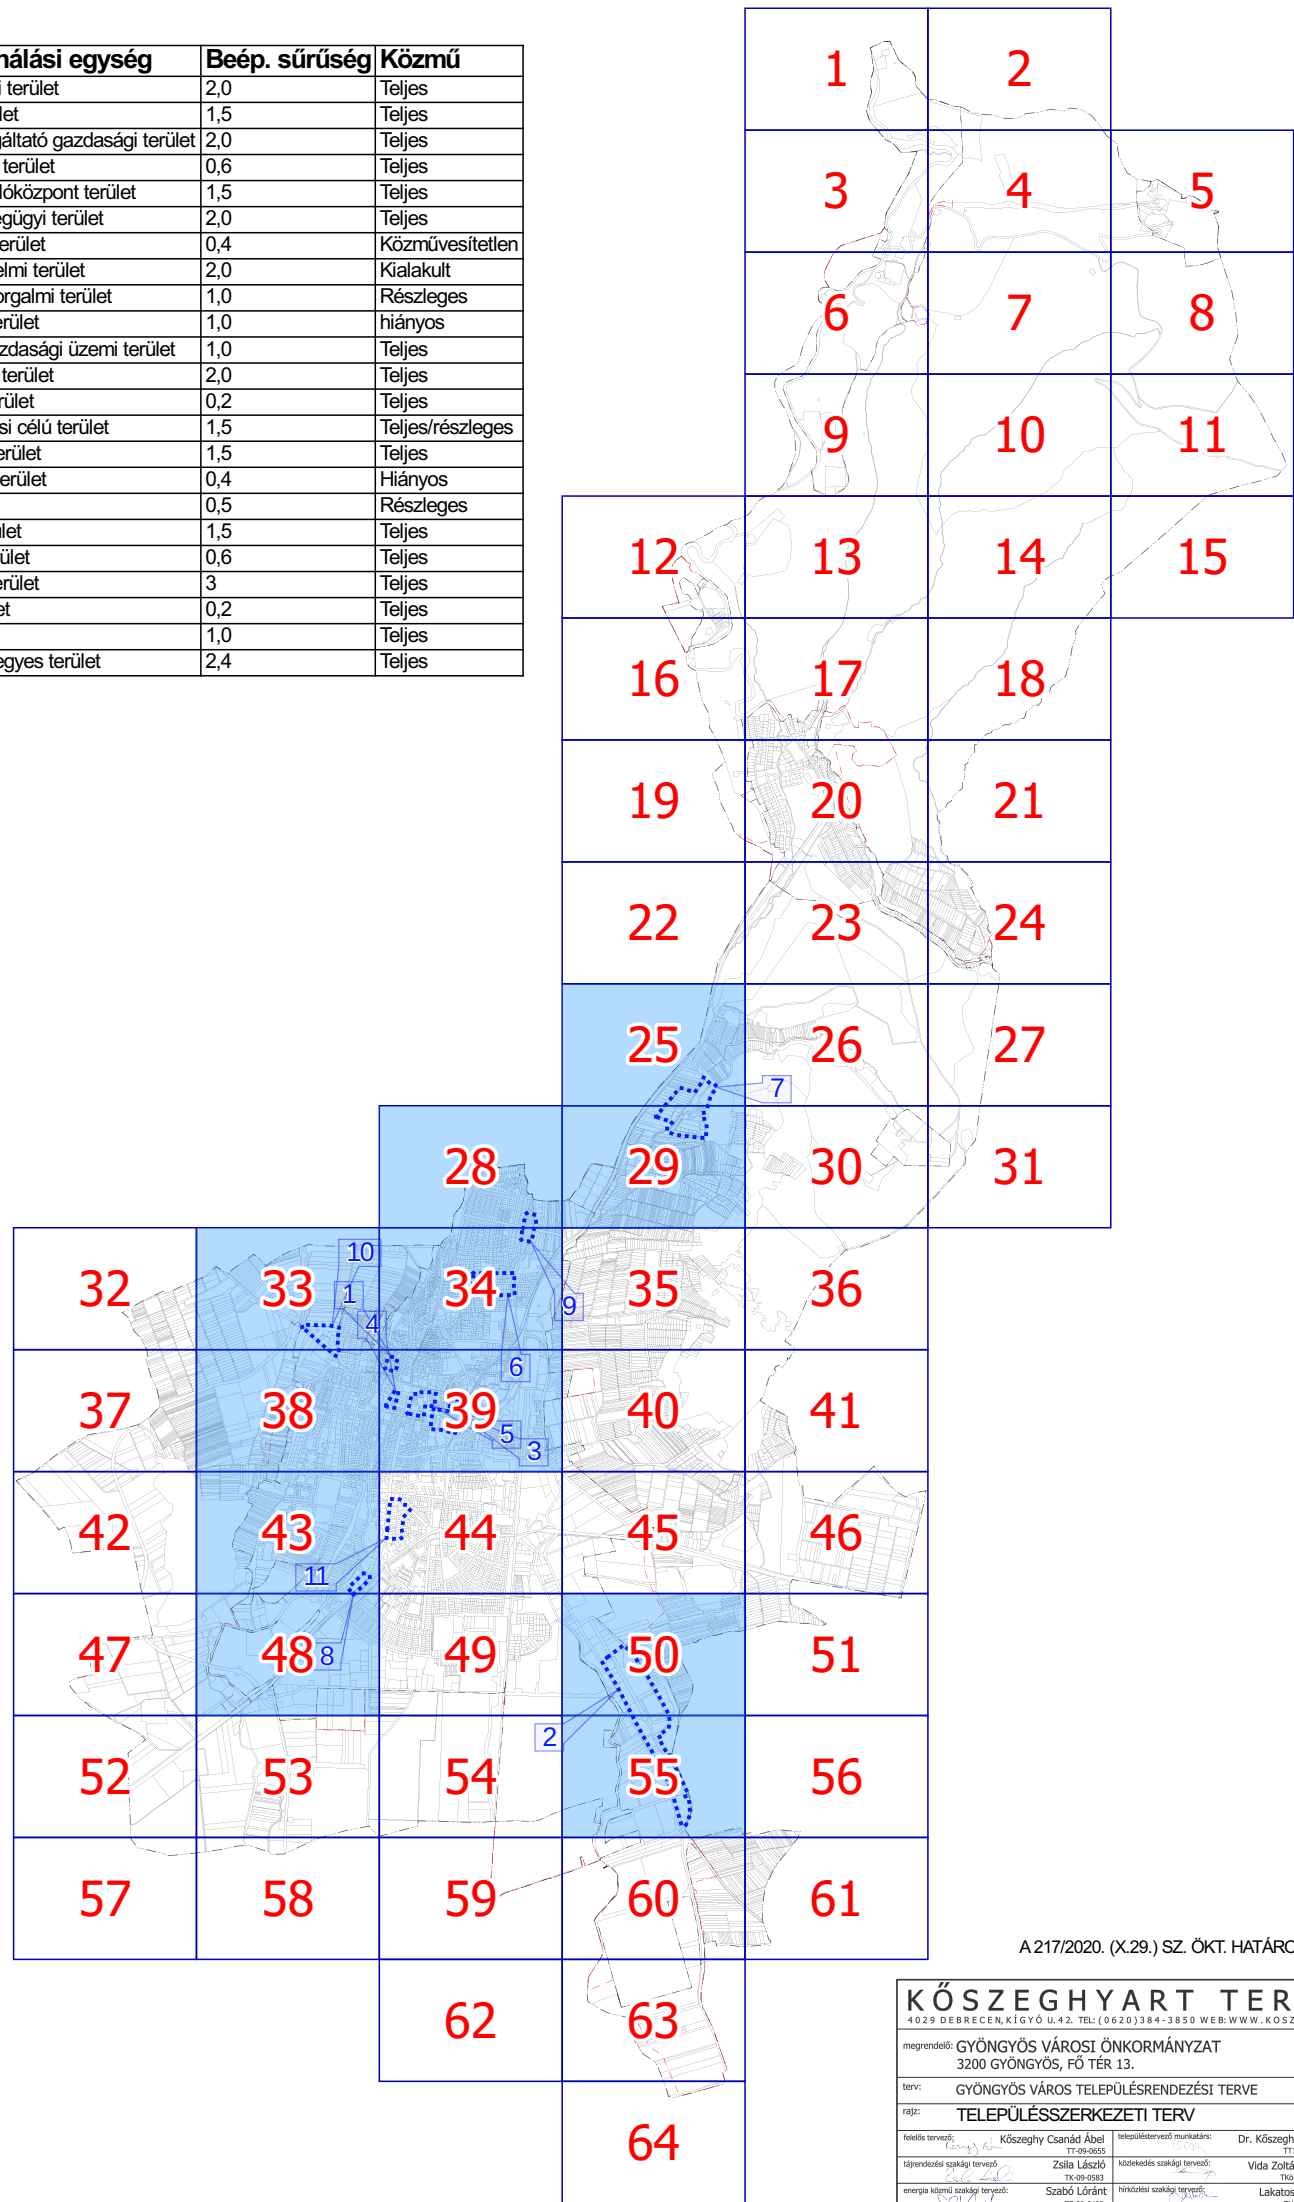 nálási egység Beép. sűrűség Közmű
i terület 2,0 Teljes
let 1,5 Teljes
gáltató gazdasági terület 2,0 Teljes
terület 0,6 Teljes
lóközpont terület 1,5 Teljes
égügyi terület 2,0 Teljes
erület 0,4 Közművesítetlen
elmi terület 2,0 Kialakult
orgalmi terület 1,0 Részleges
erület 1,0 hiányos
zdasági üzemi terület 1,0 Teljes
terület 2,0 Teljes
rület 0,2 Teljes
si célú terület 1,5 Teljes/részleges
erület 1,5 Teljes
erület 0,4 Hiányos
0,5 Részleges
ület 1,5 Teljes
ület 0,6 Teljes
erület 3 Teljes
et 0,2 Teljes
1,0 Teljes
egyes terület 2,4 Teljes
1 2
3 4 5
6 7 8
9 10 11
12 13 14 15
16 17 18
19 20 21
22 23 24
25 26 27
7
28 29 30 31
10
32 33 1 34 35 36
9
4
6
37 38 39 40 41
5
3
42 43 44 45 46
11
47 48 8 49 50 51
2
52 53 54 55 56
57 58 59 60 61
62 63
64
A 217/2020. (X.29.) SZ. ÖKT. HATÁRO
KŐSZEGHYART TER
4029 DEBRECEN, KÍGYÓ U. 42. TEL: (0620)384-3850 WEB: WWW.KOSZ
megrendelő: GYÖNGYÖS VÁROSI ÖNKORMÁNYZAT
3200 GYÖNGYÖS, FŐ TÉR 13.
terv: GYÖNGYÖS VÁROS TELEPÜLÉSRENDEZÉSI TERVE
rajz: TELEPÜLÉSSZERKEZETI TERV
felelős tervező: Kőszeghy Csanád Ábel településtervező munkatárs: Dr. Kőszegh
TT-09-0655
tájrendezési szakági tervező Zsila László közlekedés szakági tervező: Vida Zoltá
TK-09-0583 TKö
energia közmű szakági tervező: Szabó Lóránt hírközlési szakági tervező: Lakatos